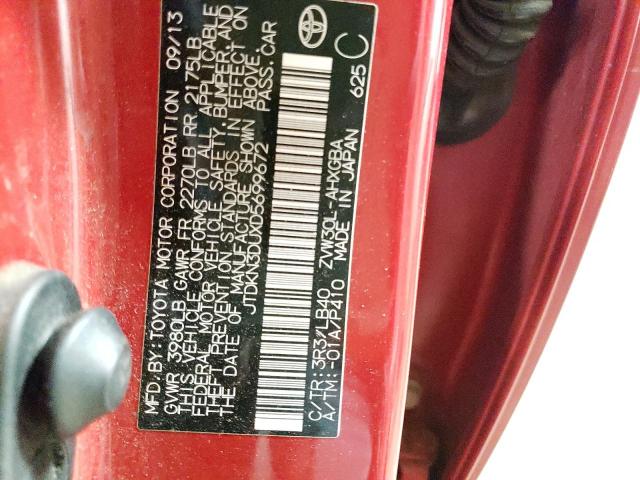 MFD. BY: TOYOTA MOTOR CORPORATION 09/13
GVWR 3980LB GAWR FR 2270LB RR 2175LB
THIS VEHICLE CONFORMS TO ALL APPLICABLE
FEDERAL MOTOR VEHICLE SAFETY, BUMPER, AND
THEFT PREVENTION STANDARDS IN EFFECT ON
THE DATE OF MANUFACTURE SHOWN ABOVE.
JTDKN3DUX05699672 PASS. CAR
C/TR: 3R3/LB40 ZVW30L-AHXGBA 625 C
A/TM: -01A/P410 MADE IN JAPAN